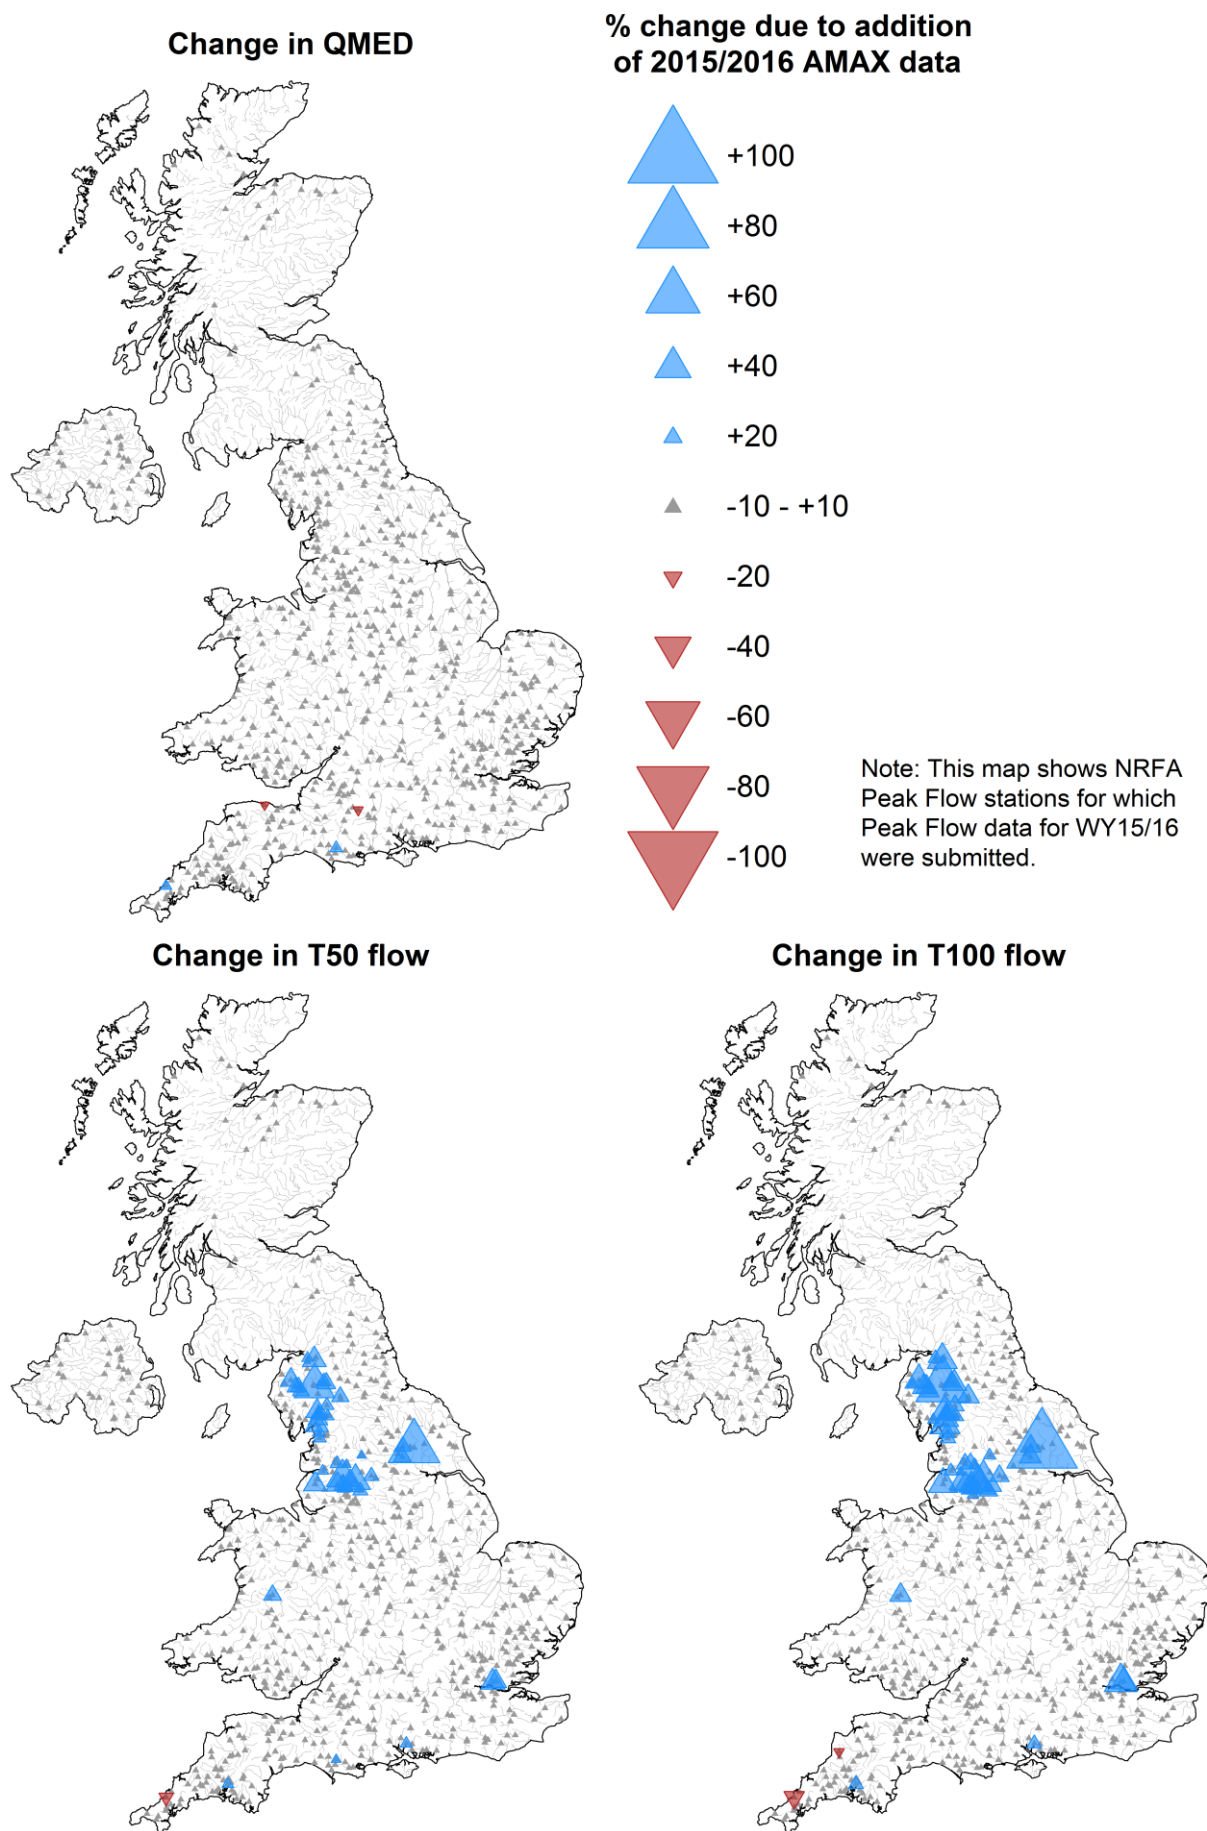 Change in QMED
% change due to addition
of 2015/2016 AMAX data
+100
+80
+60
+40
+20
-10 - +10
-20
-40
-60
-80
-100
Note: This map shows NRFA
Peak Flow stations for which
Peak Flow data for WY15/16
were submitted.
Change in T50 flow
Change in T100 flow